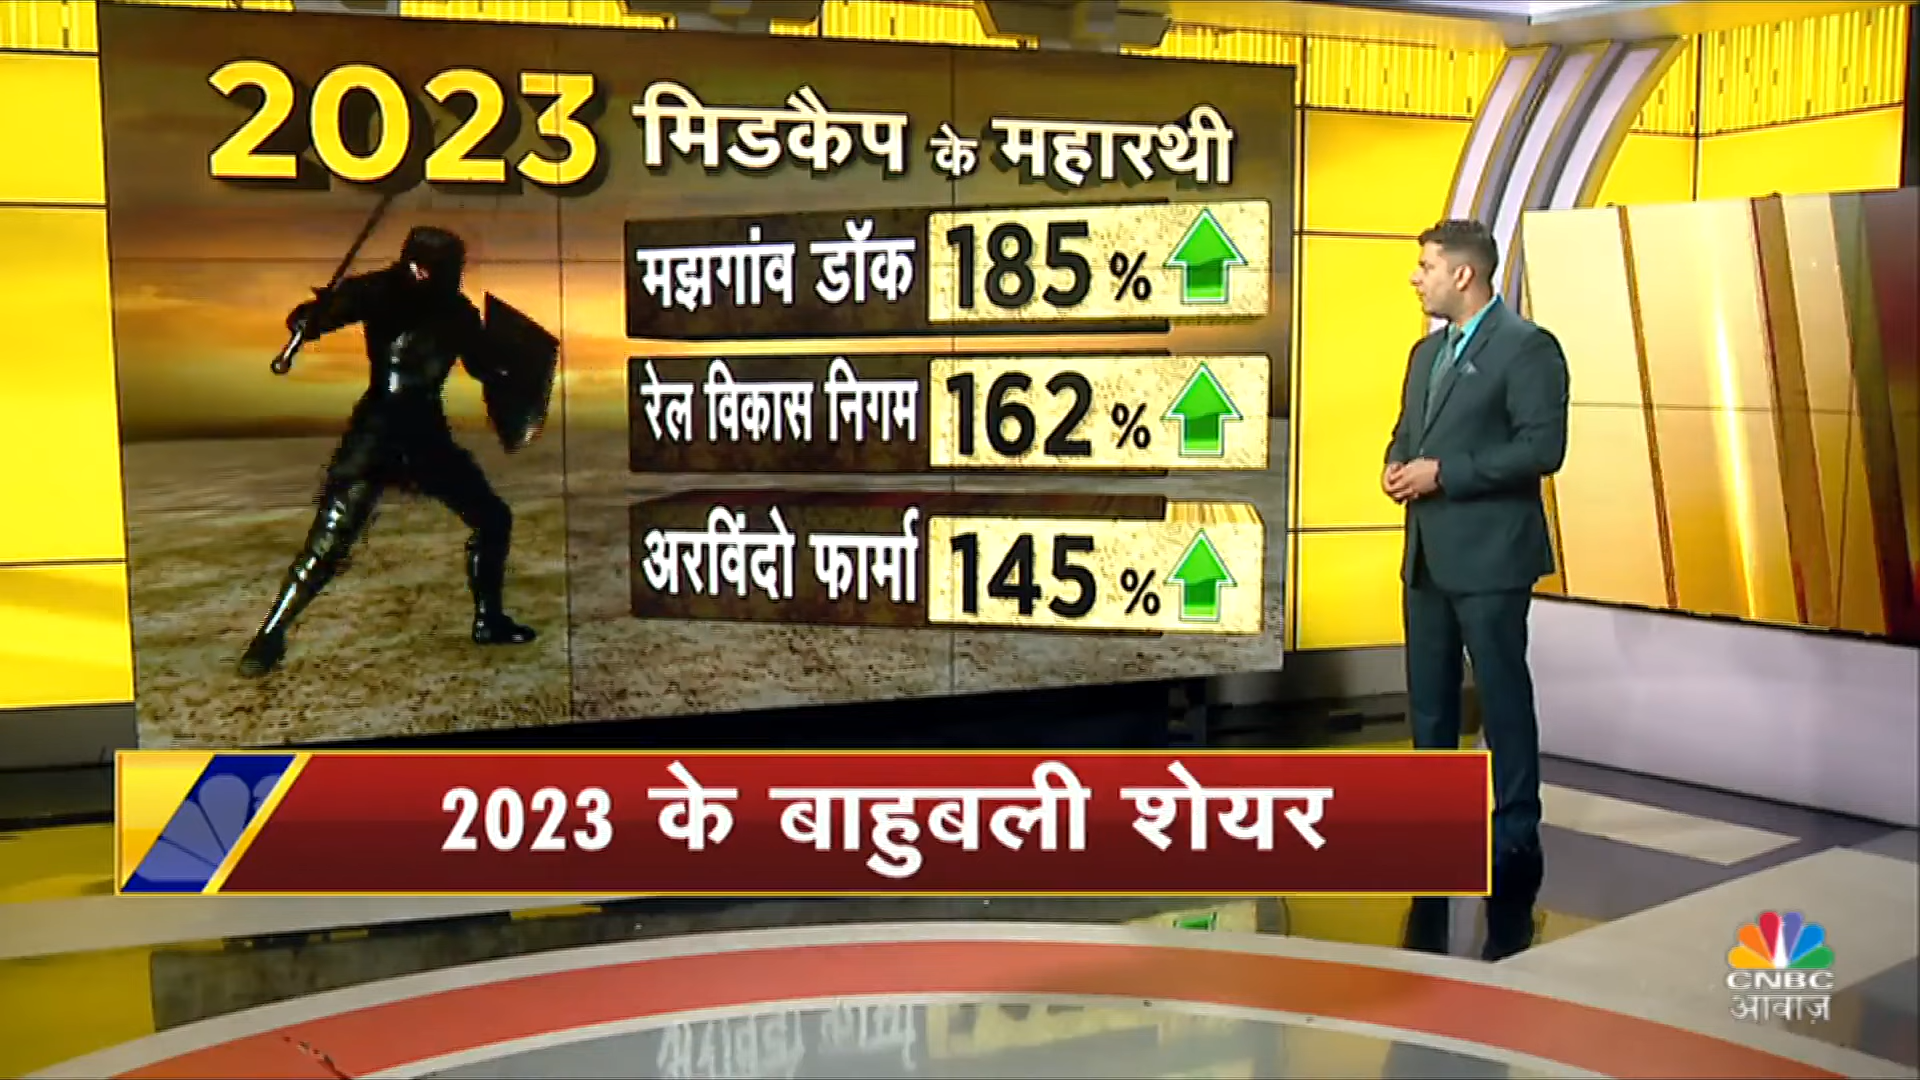 2023 मिडकैप के महारथी
मझगांव डॉक 185 %
रेल विकास निगम 162 %
अरविंदो फार्मा 145 %
2023 के बाहुबली शेयर
CNBC
आवाज़